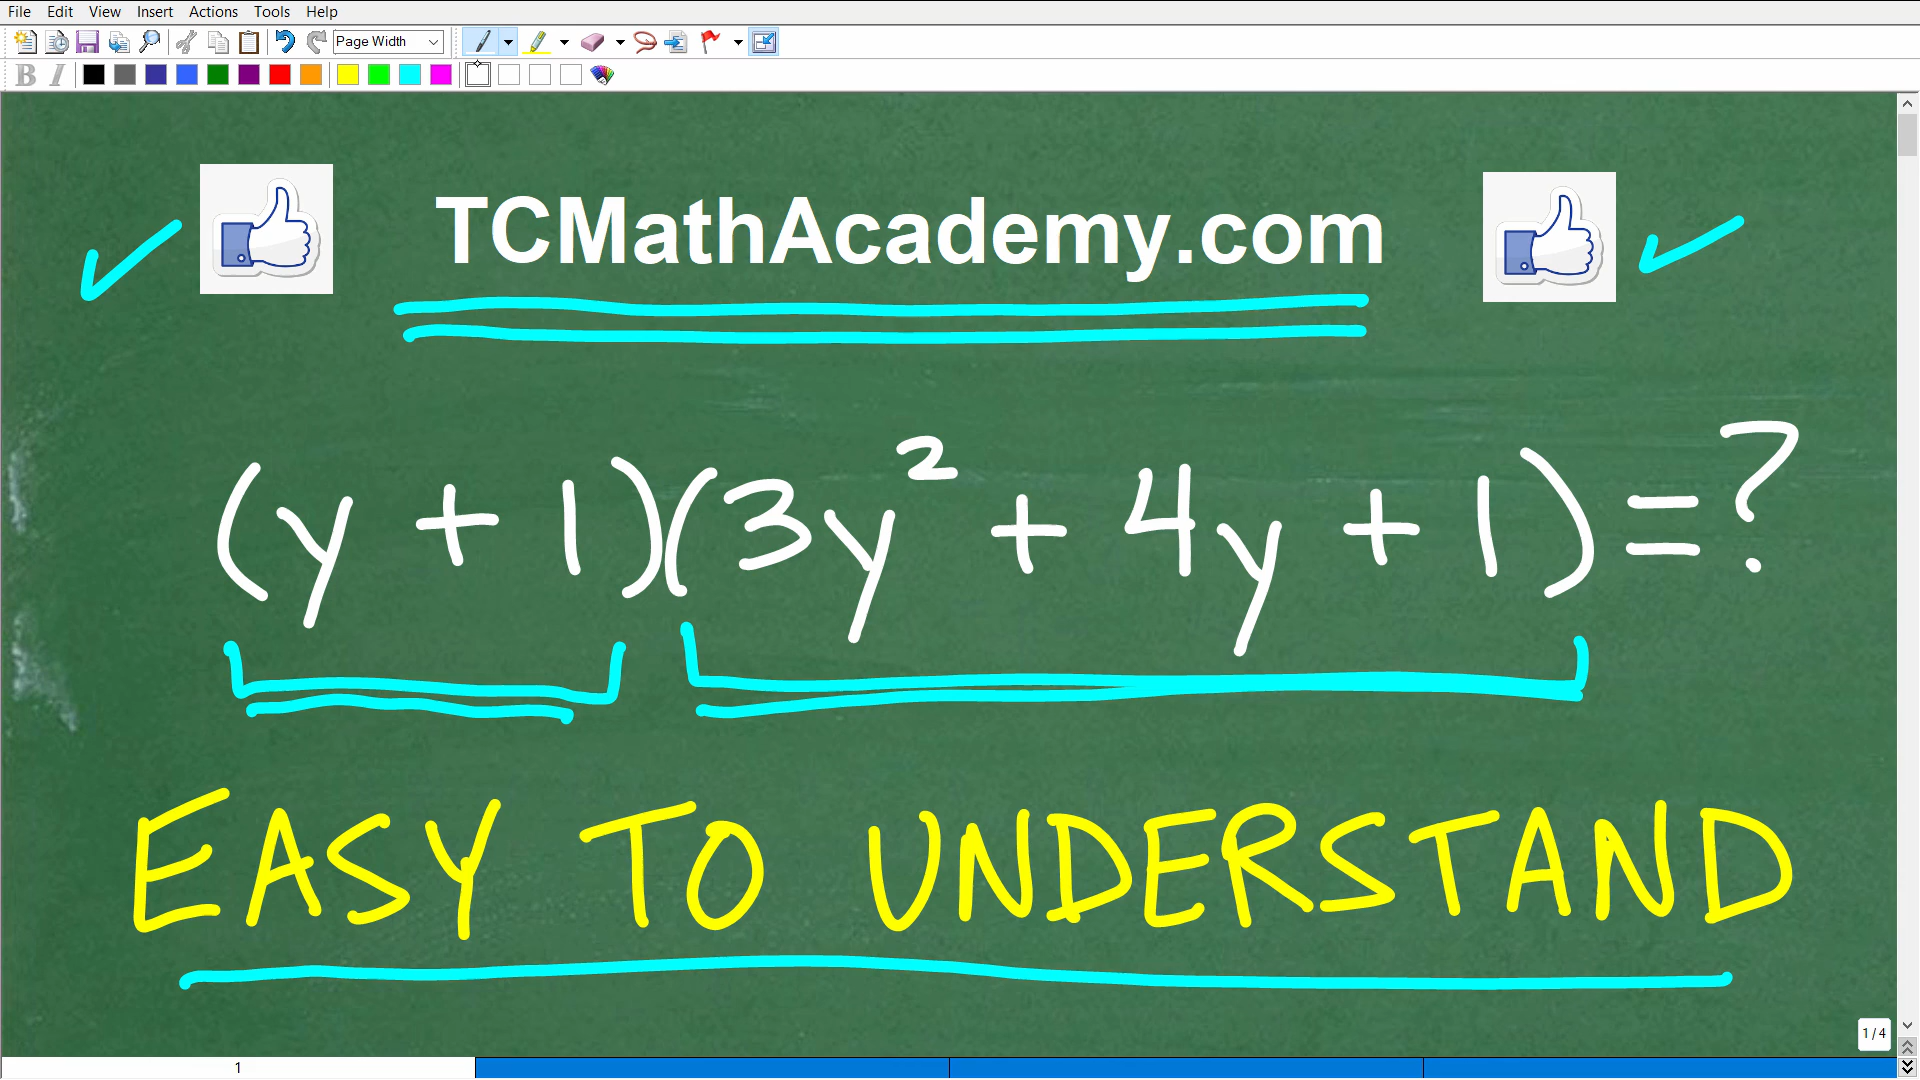 File Edit View Insert Actions Tools Help
Page Width
B I
TCMathAcademy.com
(y + 1)(3y² + 4y + 1) = ?
EASY TO UNDERSTAND
1 / 4
1